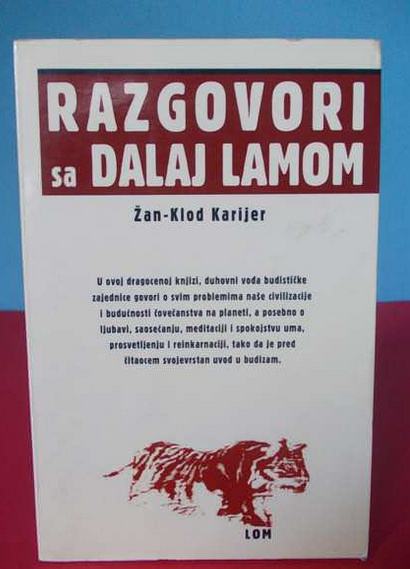 RAZGOVORI
sa DALAJ LAMOM
Žan-Klod Karijer
U ovoj dragocenoj knjizi, duhovni vođa budističke
zajednice govori o svim problemima naše civilizacije
i budućnosti čovečanstva na planeti, a posebno o
ljubavi, saosećanju, meditaciji i spokojstvu uma,
prosvetljenju i reinkarnaciji, tako da je pred
čitaocem svojevrstan uvod u budizam.
LOM